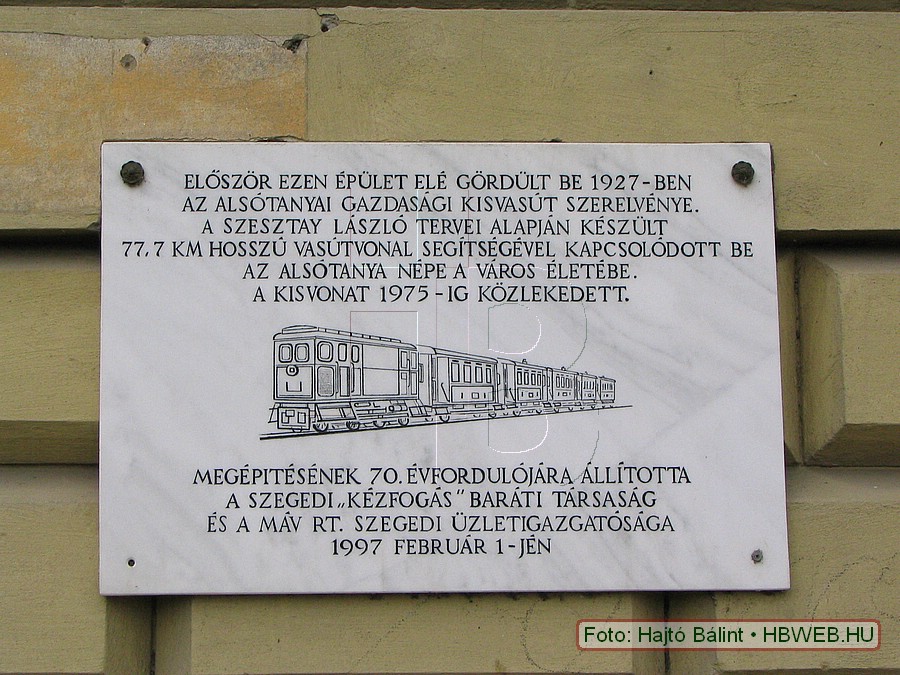 ELŐSZÖR EZEN ÉPÜLET ELÉ GÖRDÜLT BE 1927-BEN
AZ ALSÓTANYAI GAZDASÁGI KISVASÚT SZERELVÉNYE.
A SZESZTAY LÁSZLÓ TERVEI ALAPJÁN KÉSZÜLT
77,7 KM HOSSZÚ VASÚTVONAL SEGÍTSÉGÉVEL KAPCSOLÓDOTT BE
AZ ALSÓTANYA NÉPE A VÁROS ÉLETÉBE.
A KISVONAT 1975-IG KÖZLEKEDETT.
MEGÉPITÉSÉNEK 70. ÉVFORDULÓJÁRA ÁLLÍTOTTA
A SZEGEDI „KÉZFOGÁS" BARÁTI TÁRSASÁG
ÉS A MÁV RT. SZEGEDI ÜZLETIGAZGATÓSÁGA
1997 FEBRUÁR 1-JÉN
Foto: Hajtó Bálint • HBWEB.HU